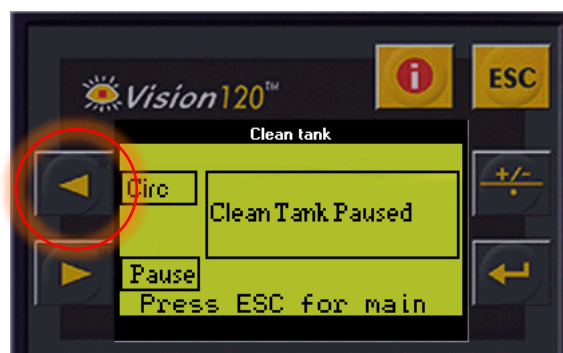 Vision120™
i
ESC
Clean tank
Circ
Clean Tank Paused
+/-
Pause
Press ESC for main